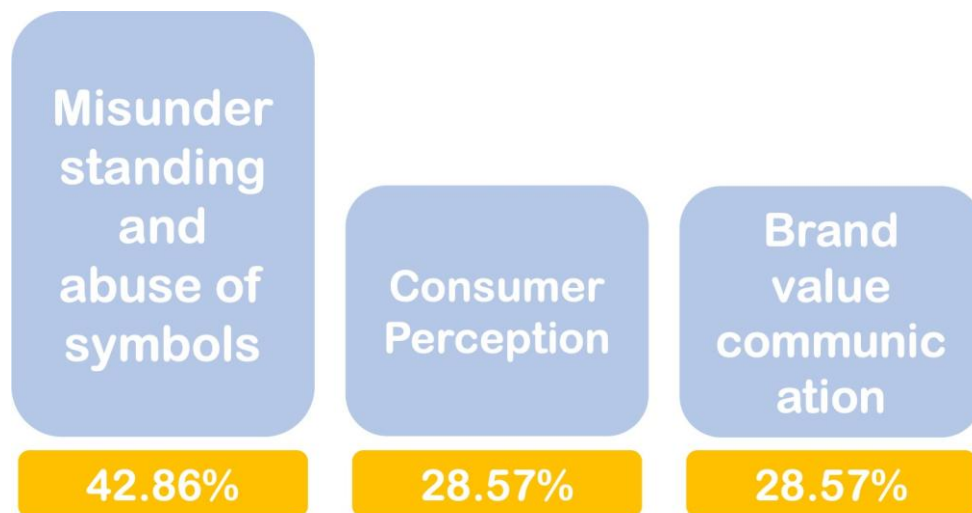 Misunder
standing
and
abuse of
symbols
Consumer
Perception
Brand
value
communic
ation
42.86%
28.57%
28.57%